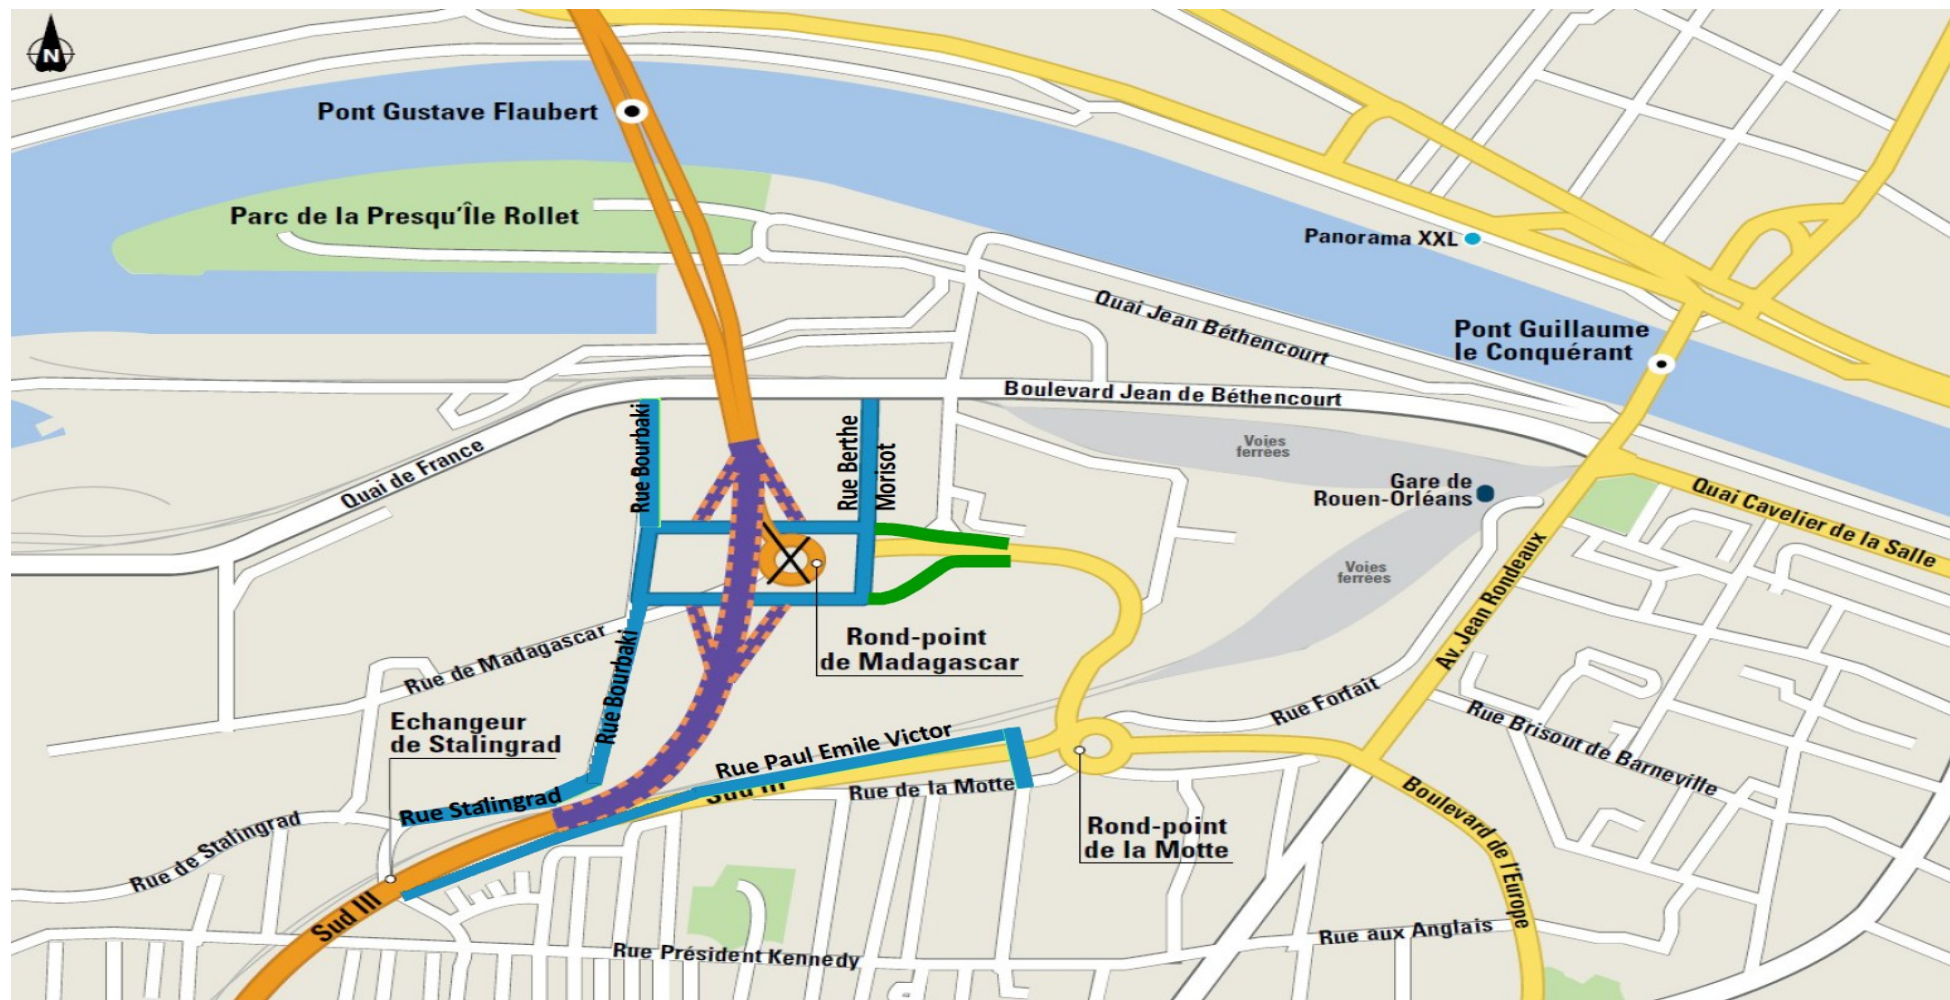 N
Pont Gustave Flaubert
Parc de la Presqu'Île Rollet
Panorama XXL
Quai Jean Béthencourt
Pont Guillaume
le Conquérant
Boulevard Jean de Béthencourt
Rue Bourbaki
Rue Berthe
Morisot
Voies
ferrées
Quai de France
Gare de
Rouen-Orléans
Quai Cavelier de la Salle
Voies
ferrées
Av. Jean Rondeaux
Rond-point
de Madagascar
Rue de Madagascar
Rue Bourbaki
Rue Forfait
Echangeur
de Stalingrad
Rue Brisout de Barneville
Rue Paul Emile Victor
Sud III
Rue de la Motte
Rue Stalingrad
Rue de Stalingrad
Boulevard de l'Europe
Rond-point
de la Motte
Sud III
Rue aux Anglais
Rue Président Kennedy